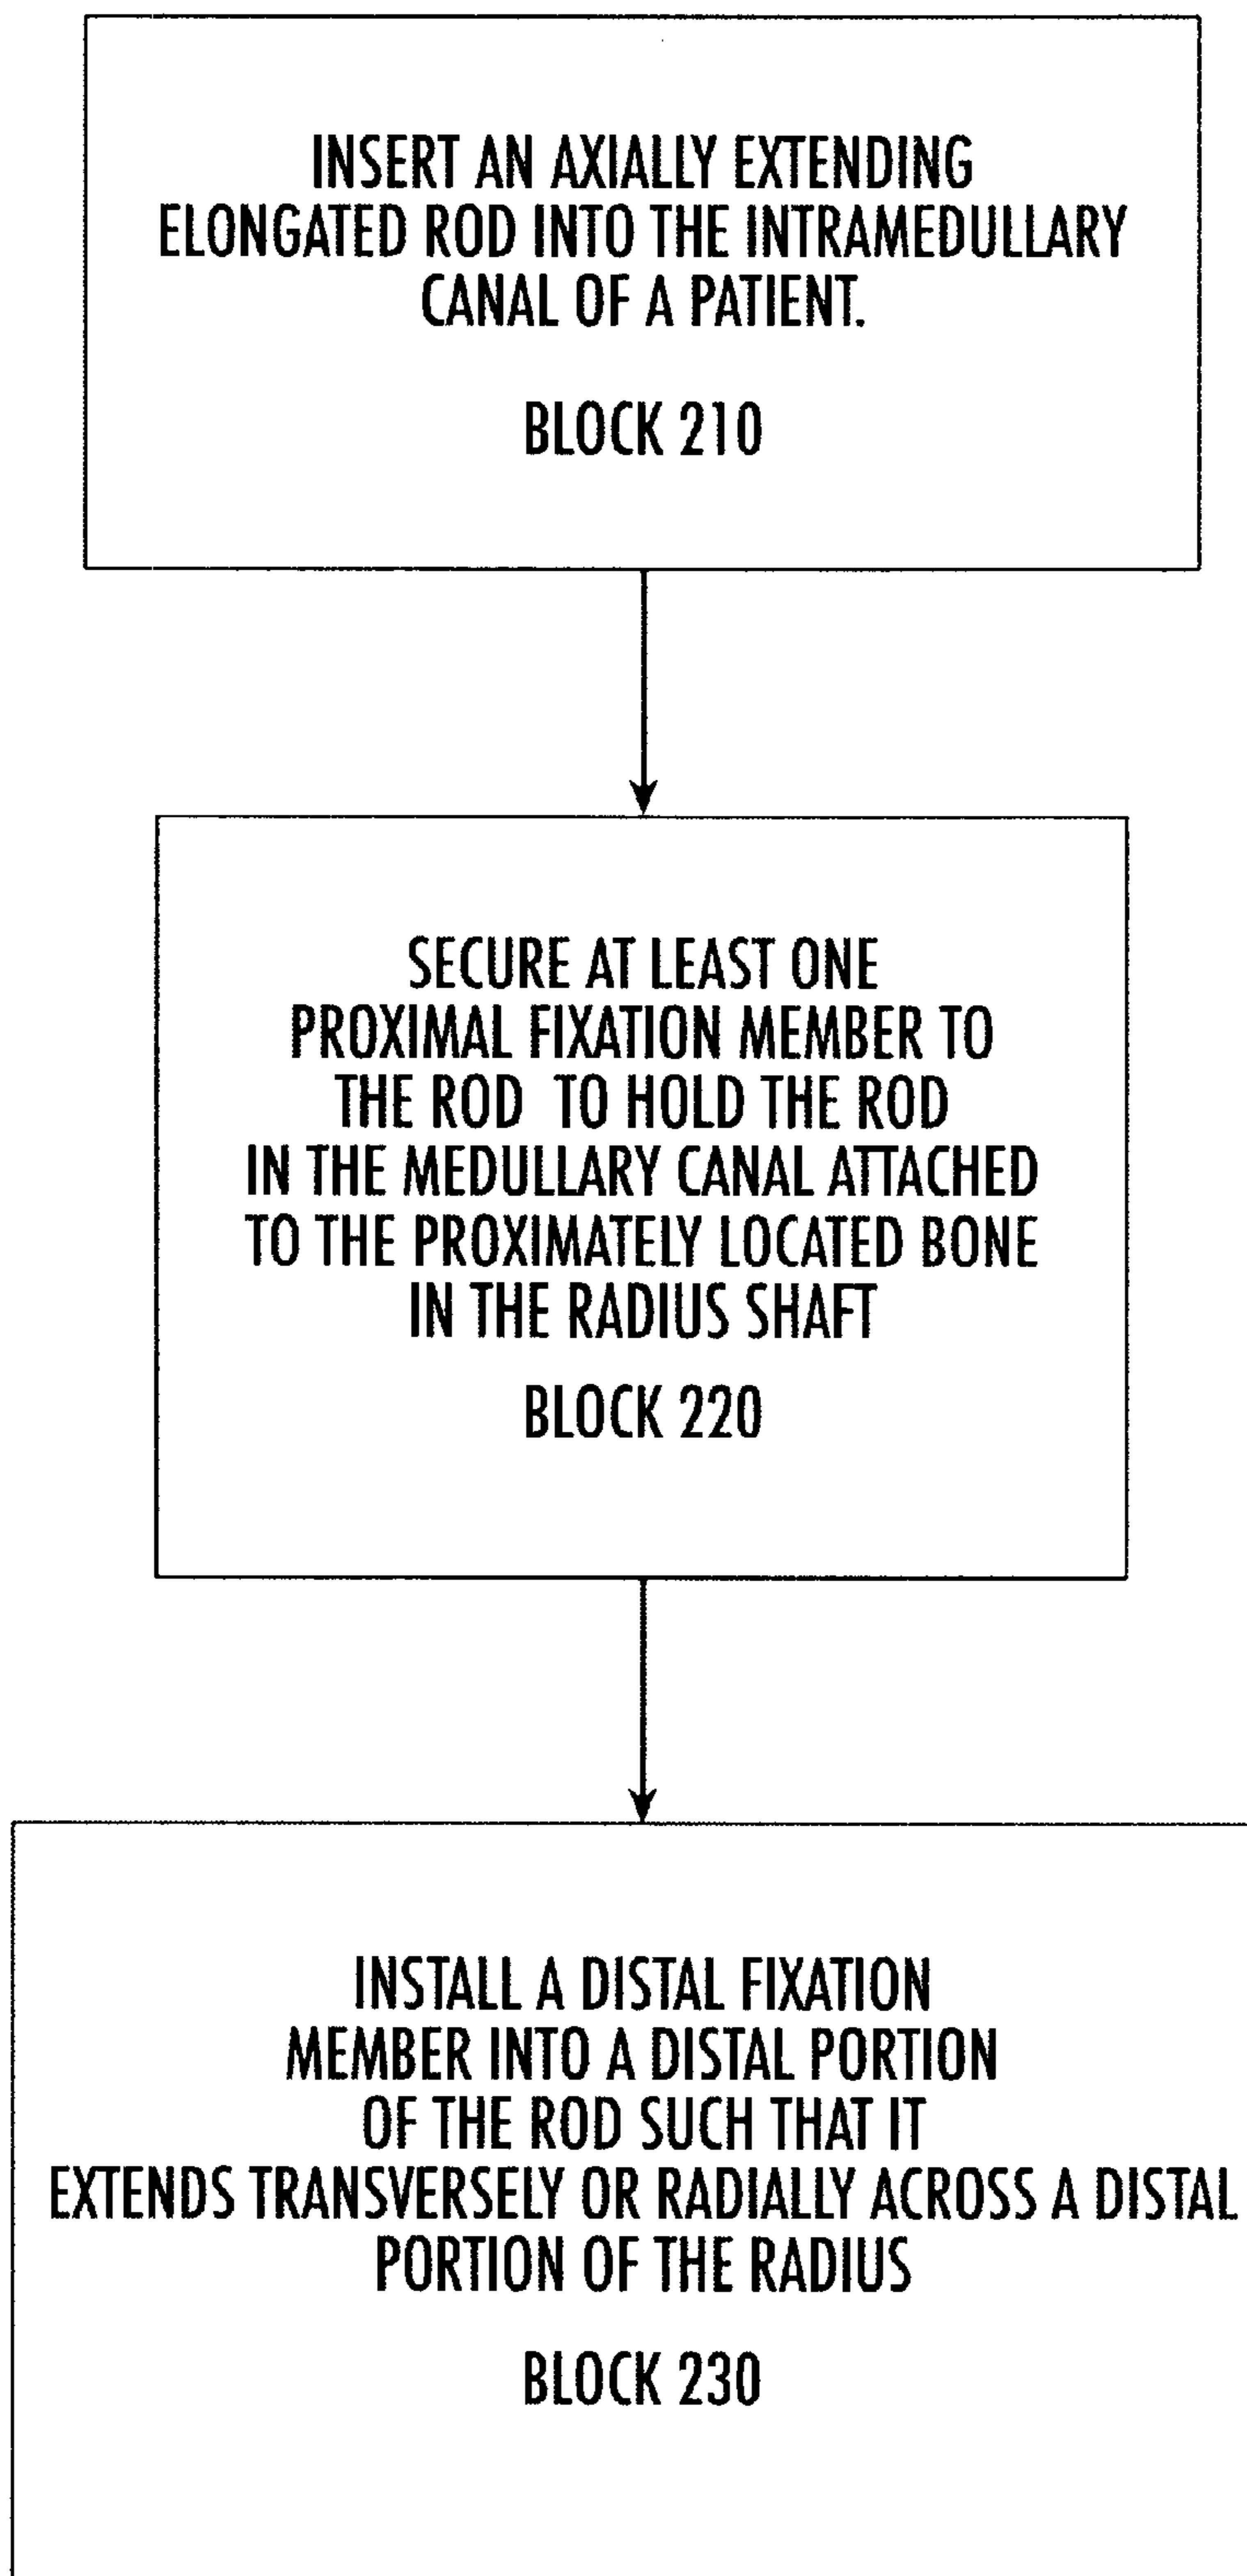 INSERT AN AXIALLY EXTENDING
ELONGATED ROD INTO THE INTRAMEDULLARY
CANAL OF A PATIENT.
BLOCK 210
SECURE AT LEAST ONE
PROXIMAL FIXATION MEMBER TO
THE ROD TO HOLD THE ROD
IN THE MEDULLARY CANAL ATTACHED
TO THE PROXIMATELY LOCATED BONE
IN THE RADIUS SHAFT
BLOCK 220
INSTALL A DISTAL FIXATION
MEMBER INTO A DISTAL PORTION
OF THE ROD SUCH THAT IT
EXTENDS TRANSVERSELY OR RADIALLY ACROSS A DISTAL
PORTION OF THE RADIUS
BLOCK 230